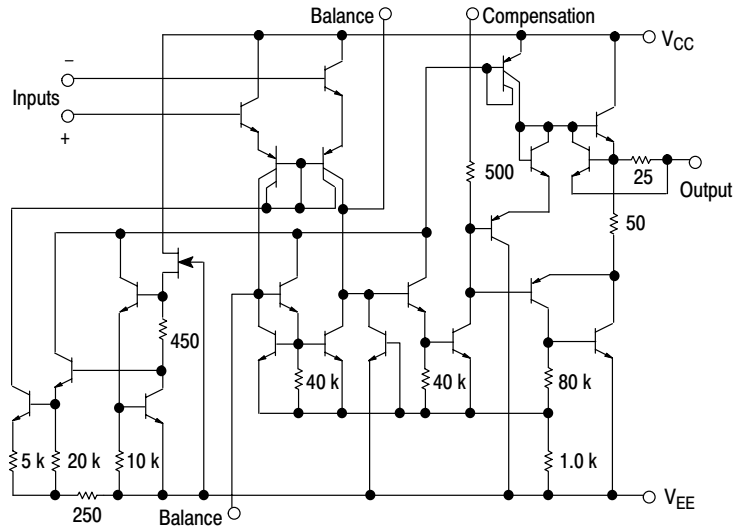 Balance
Compensation
VCC
−
Inputs
+
500
25
Output
50
450
40 k
40 k
80 k
5 k
20 k
10 k
1.0 k
250
Balance
VEE